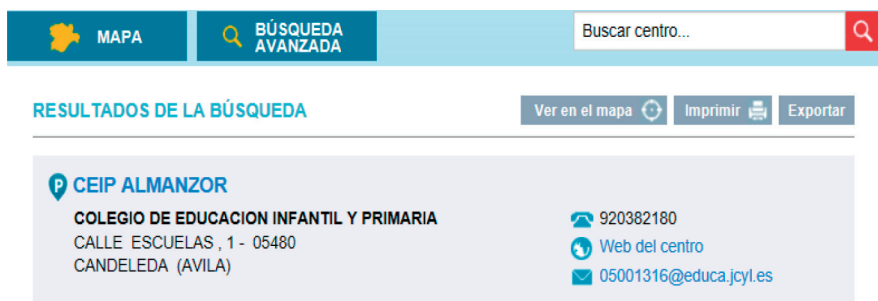 MAPA
BÚSQUEDA
AVANZADA
Buscar centro...
RESULTADOS DE LA BÚSQUEDA
Ver en el mapa
Imprimir
Exportar
P CEIP ALMANZOR
COLEGIO DE EDUCACION INFANTIL Y PRIMARIA
CALLE ESCUELAS , 1 - 05480
CANDELEDA (AVILA)
920382180
Web del centro
05001316@educa.jcyl.es